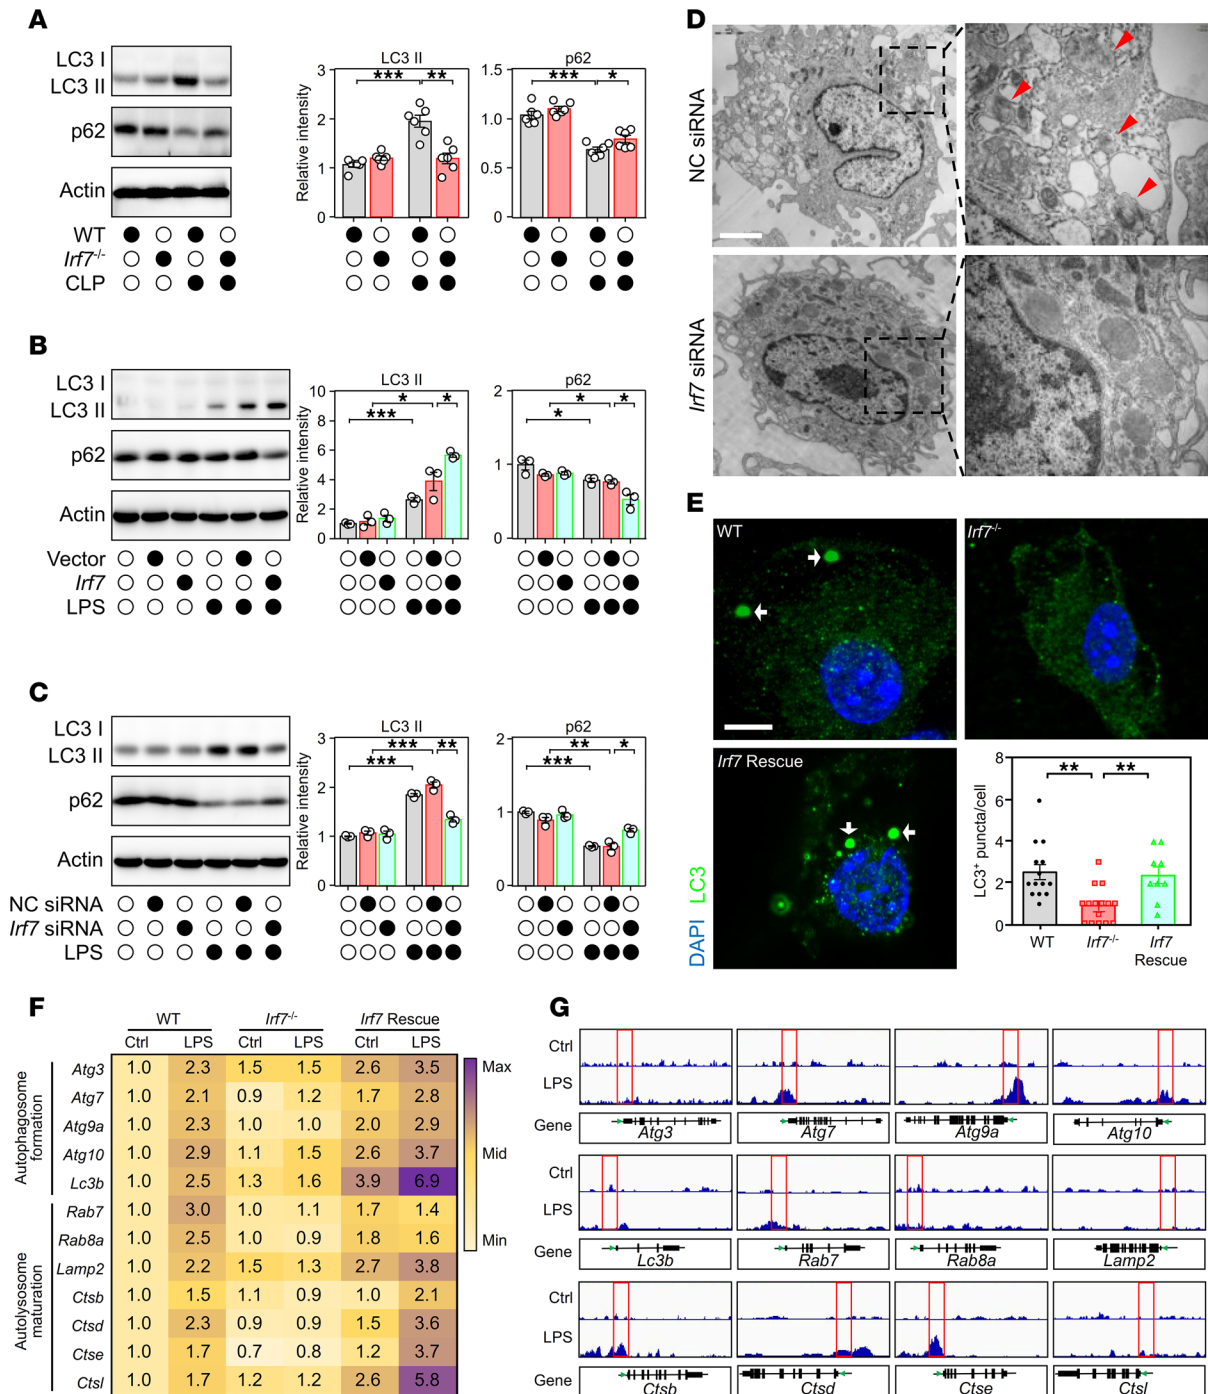 A
LC3 I
LC3 II
p62
Actin
WT
Irf7-/-
CLP
LC3 II
Relative intensity
3
2
1
0
***
**
p62
1.5
1.0
0.5
0
***
*
B
LC3 I
LC3 II
p62
Actin
Vector
Irf7
LPS
LC3 II
Relative intensity
10
8
6
4
2
0
***
*
*
p62
2
1
0
*
*
*
C
LC3 I
LC3 II
p62
Actin
NC siRNA
Irf7 siRNA
LPS
LC3 II
Relative intensity
3
2
1
0
***
***
**
p62
2
1
0
***
**
*
D
NC siRNA
Irf7 siRNA
E
WT
Irf7-/-
Irf7 Rescue
DAPI LC3
LC3+ puncta/cell
8
6
4
2
0
**
**
WT
Irf7-/-
Irf7 Rescue
F
WT Irf7-/- Irf7 Rescue
Ctrl LPS Ctrl LPS Ctrl LPS
Autophagosome formation
Atg3 1.0 2.3 1.5 1.5 2.6 3.5
Atg7 1.0 2.1 0.9 1.2 1.7 2.8
Atg9a 1.0 2.3 1.0 1.0 2.0 2.9
Atg10 1.0 2.9 1.1 1.5 2.6 3.7
Lc3b 1.0 2.5 1.3 1.6 3.9 6.9
Autolysosome maturation
Rab7 1.0 3.0 1.0 1.1 1.7 1.4
Rab8a 1.0 2.5 1.0 0.9 1.8 1.6
Lamp2 1.0 2.2 1.5 1.3 2.7 3.8
Ctsb 1.0 1.5 1.1 0.9 1.0 2.1
Ctsd 1.0 2.3 0.9 0.9 1.5 3.6
Ctse 1.0 1.7 0.7 0.8 1.2 3.7
Ctsl 1.0 1.7 1.2 1.2 2.6 5.8
Max
Mid
Min
G
Ctrl
LPS
Gene Atg3 Atg7 Atg9a Atg10
Ctrl
LPS
Gene Lc3b Rab7 Rab8a Lamp2
Ctrl
LPS
Gene Ctsb Ctsd Ctse Ctsl